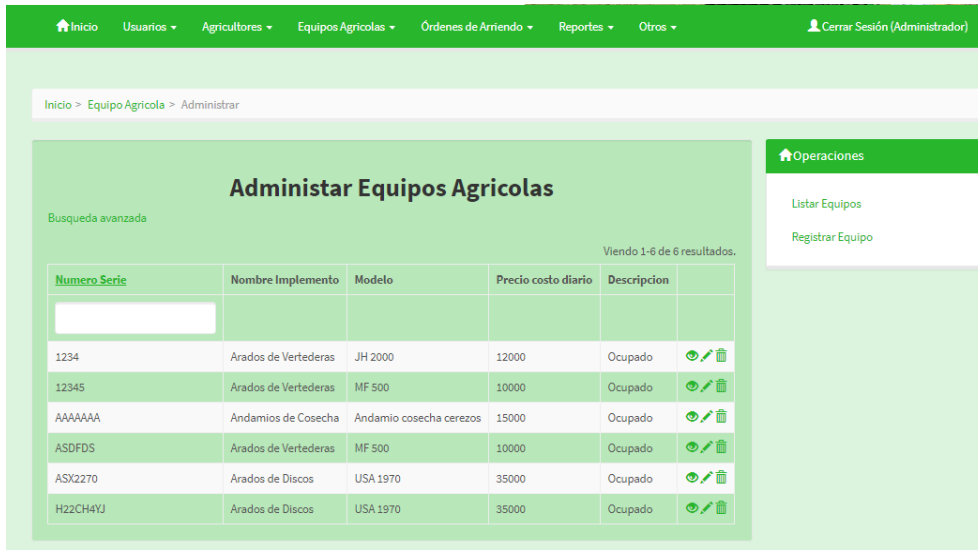 Inicio Usuarios Agricultores Equipos Agricolas Órdenes de Arriendo Reportes Otros Cerrar Sesión (Administrador)
Inicio > Equipo Agricola > Administrar
Administar Equipos Agricolas
Busqueda avanzada
Viendo 1-6 de 6 resultados.
Numero Serie Nombre Implemento Modelo Precio costo diario Descripcion
1234 Arados de Vertederas JH 2000 12000 Ocupado
12345 Arados de Vertederas MF 500 10000 Ocupado
AAAAAAA Andamios de Cosecha Andamio cosecha cerezos 15000 Ocupado
ASDFDS Arados de Vertederas MF 500 10000 Ocupado
ASX2270 Arados de Discos USA 1970 35000 Ocupado
H22CH4YJ Arados de Discos USA 1970 35000 Ocupado
Operaciones
Listar Equipos
Registrar Equipo